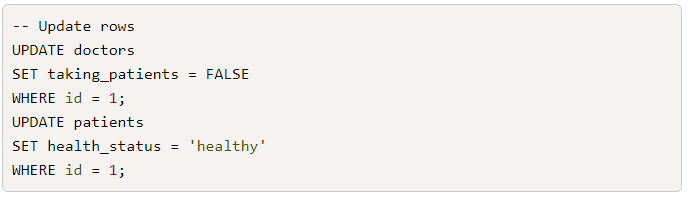 -- Update rows
UPDATE doctors
SET taking_patients = FALSE
WHERE id = 1;
UPDATE patients
SET health_status = 'healthy'
WHERE id = 1;